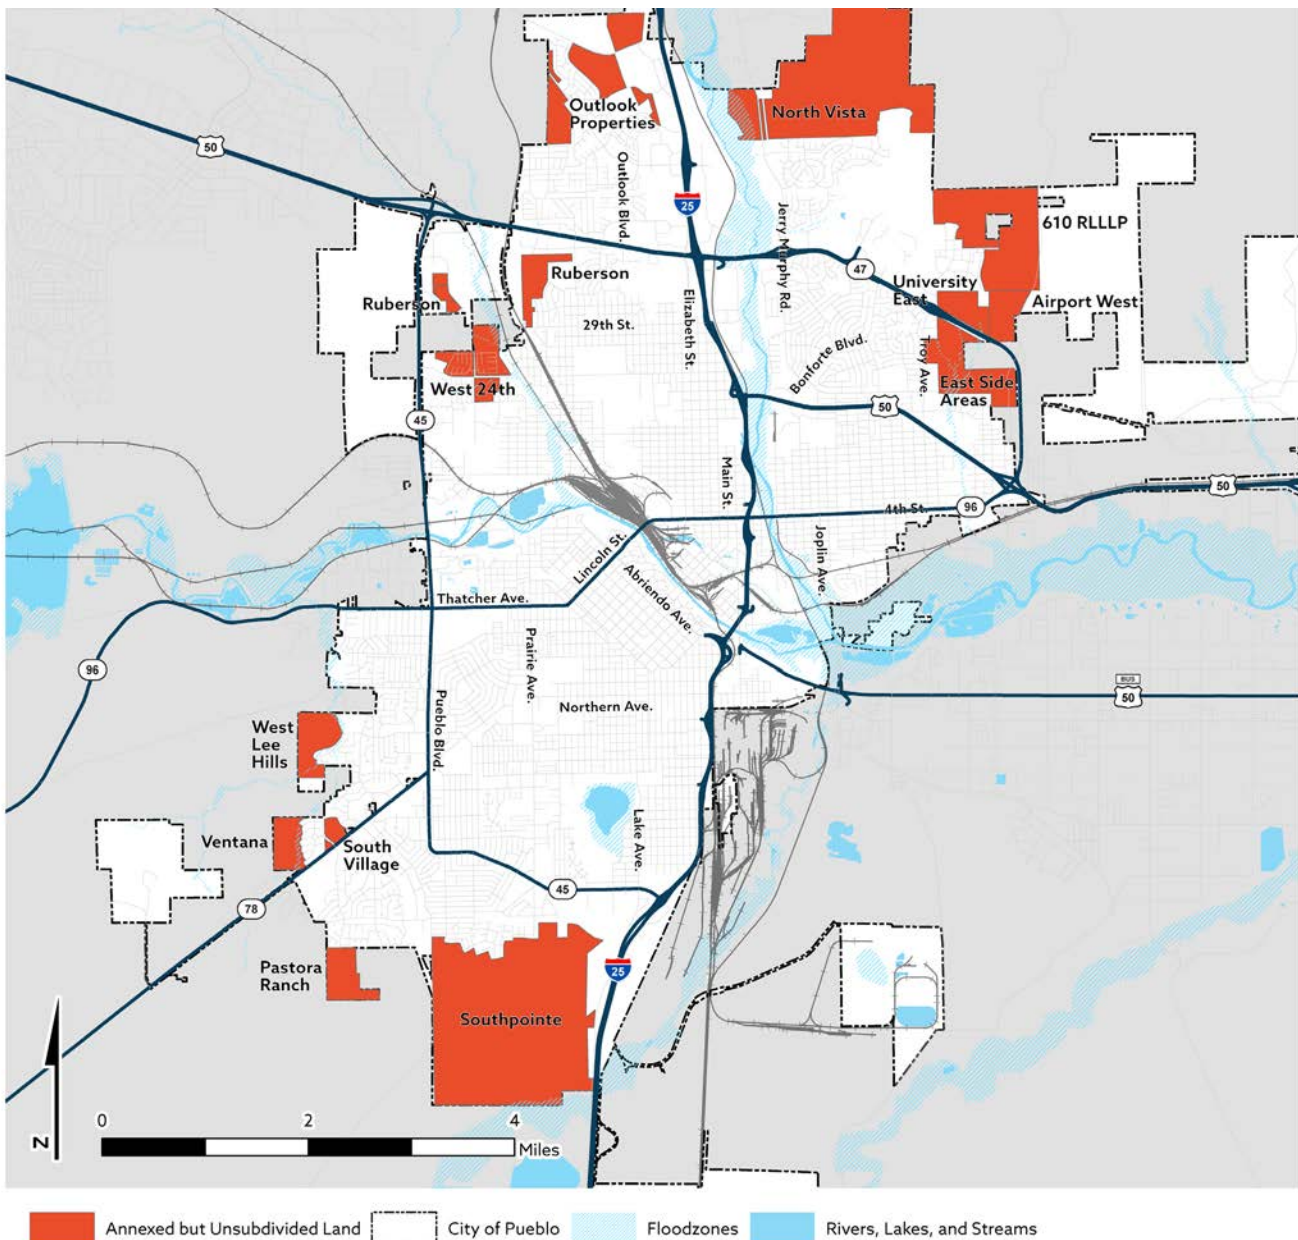 Outlook
Properties
North Vista
50
Outlook Blvd.
25
Jerry Murphy Rd.
610 RLLLP
47
Ruberson
Ruberson
University
East
Airport West
Elizabeth St.
29th St.
Bonforte Blvd.
Troy Ave.
West 24th
East Side
Areas
45
50
Main St.
50
4th St.
96
Lincoln St.
Joplin Ave.
Abriendo Ave.
Thatcher Ave.
Prairie Ave.
96
BUS
50
Pueblo Blvd.
Northern Ave.
West
Lee
Hills
Lake Ave.
Ventana
South
Village
45
78
Pastora
Ranch
25
Southpointe
N
0 2 4
Miles
Annexed but Unsubdivided Land City of Pueblo Floodzones Rivers, Lakes, and Streams